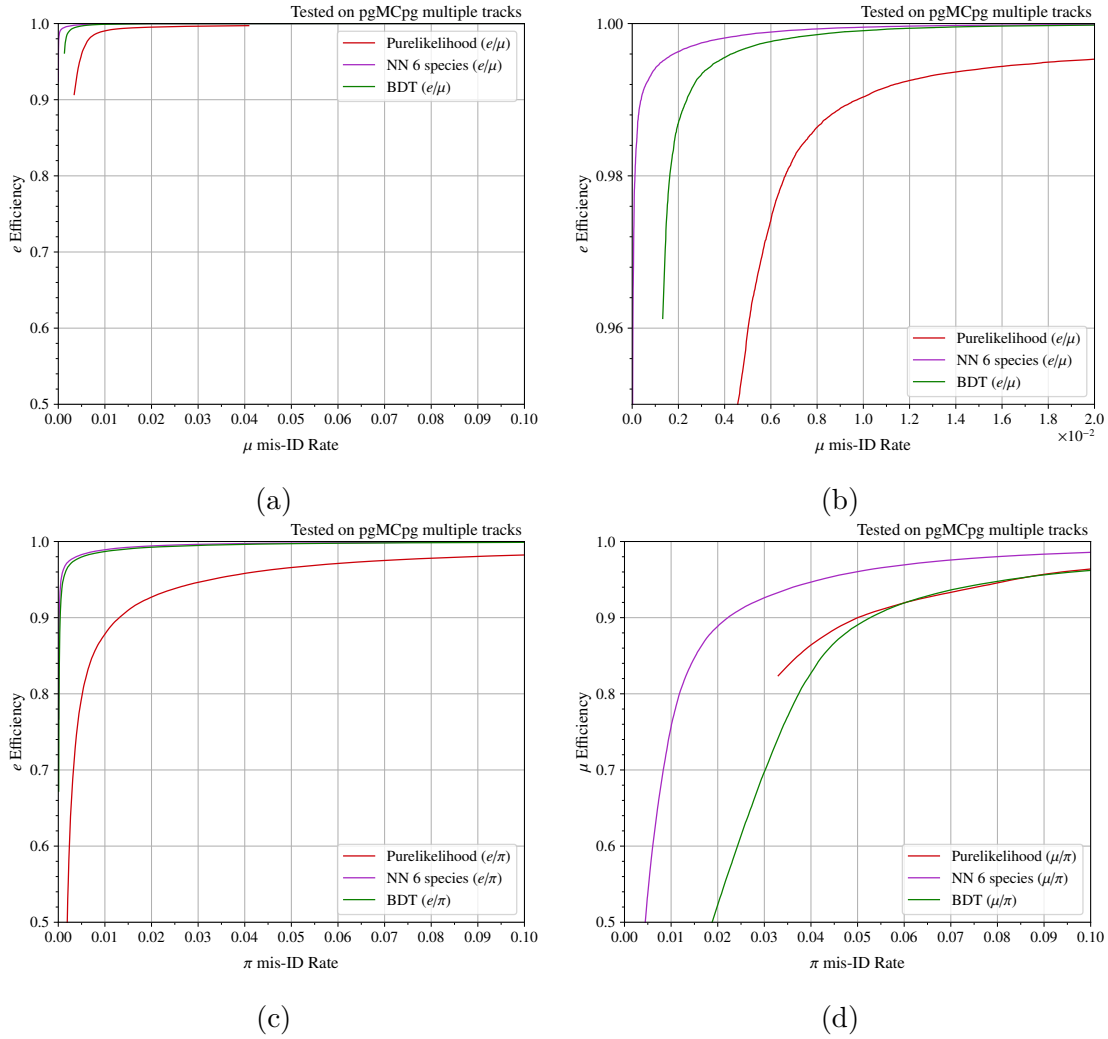 Tested on pgMCpg multiple tracks
1.0
0.9
0.8
0.7
0.6
0.5
e Efficiency
Purelikelihood (e/μ)
NN 6 species (e/μ)
BDT (e/μ)
0.00 0.01 0.02 0.03 0.04 0.05 0.06 0.07 0.08 0.09 0.10
μ mis-ID Rate
(a)
Tested on pgMCpg multiple tracks
1.00
0.98
0.96
e Efficiency
Purelikelihood (e/μ)
NN 6 species (e/μ)
BDT (e/μ)
0.0 0.2 0.4 0.6 0.8 1.0 1.2 1.4 1.6 1.8 2.0
×10⁻²
μ mis-ID Rate
(b)
Tested on pgMCpg multiple tracks
1.0
0.9
0.8
0.7
0.6
0.5
e Efficiency
Purelikelihood (e/π)
NN 6 species (e/π)
BDT (e/π)
0.00 0.01 0.02 0.03 0.04 0.05 0.06 0.07 0.08 0.09 0.10
π mis-ID Rate
(c)
Tested on pgMCpg multiple tracks
1.0
0.9
0.8
0.7
0.6
0.5
μ Efficiency
Purelikelihood (μ/π)
NN 6 species (μ/π)
BDT (μ/π)
0.00 0.01 0.02 0.03 0.04 0.05 0.06 0.07 0.08 0.09 0.10
π mis-ID Rate
(d)